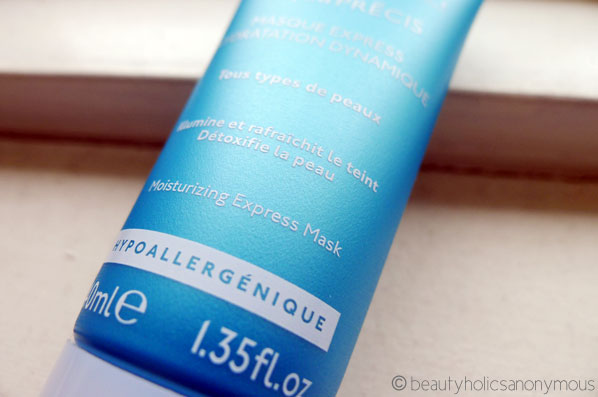 MASQUE EXPRESS
HYDRATATION DYNAMIQUE
Tous types de peaux
Illumine et rafraîchit le teint
Détoxifie la peau
Moisturizing Express Mask
HYPOALLERGÉNIQUE
0ml e
1.35fl.oz
© beautyholicsanonymous